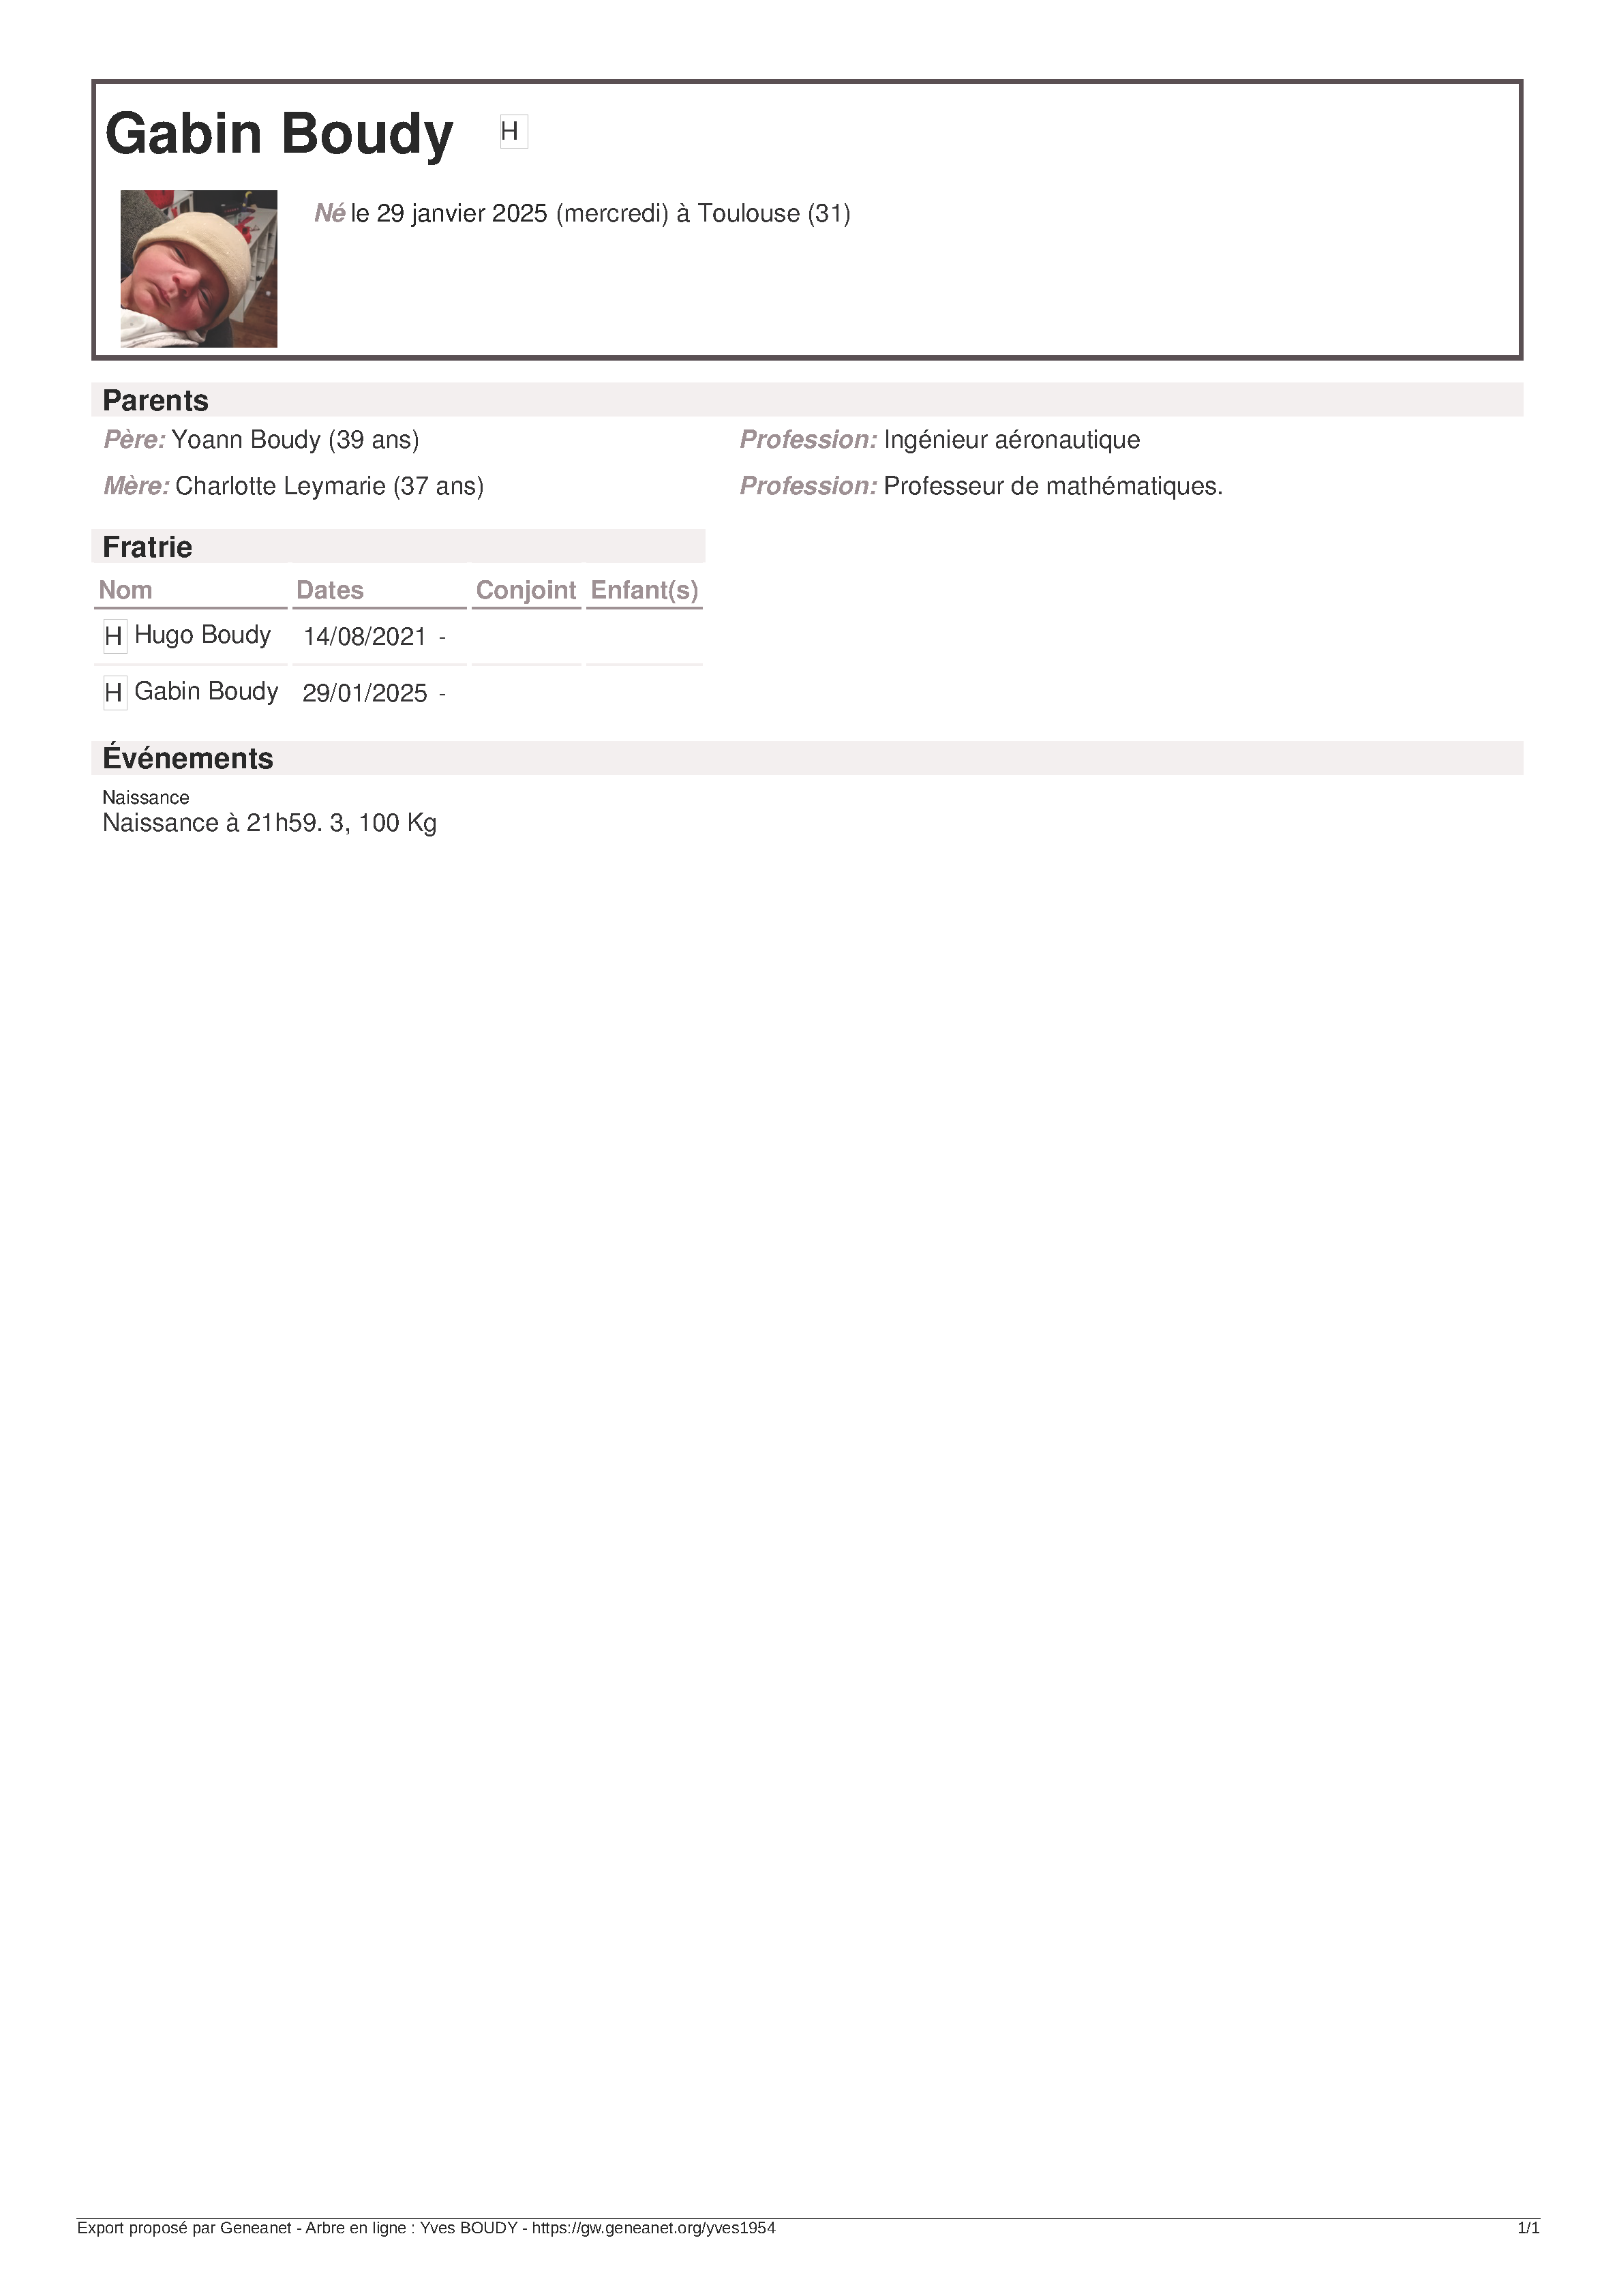 Gabin Boudy H
Né le 29 janvier 2025 (mercredi) à Toulouse (31)
Parents
Père: Yoann Boudy (39 ans) Profession: Ingénieur aéronautique
Mère: Charlotte Leymarie (37 ans) Profession: Professeur de mathématiques.
Fratrie
Nom Dates Conjoint Enfant(s)
H Hugo Boudy 14/08/2021 -
H Gabin Boudy 29/01/2025 -
Événements
Naissance
Naissance à 21h59. 3, 100 Kg
Export proposé par Geneanet - Arbre en ligne : Yves BOUDY - https://gw.geneanet.org/yves1954 1/1